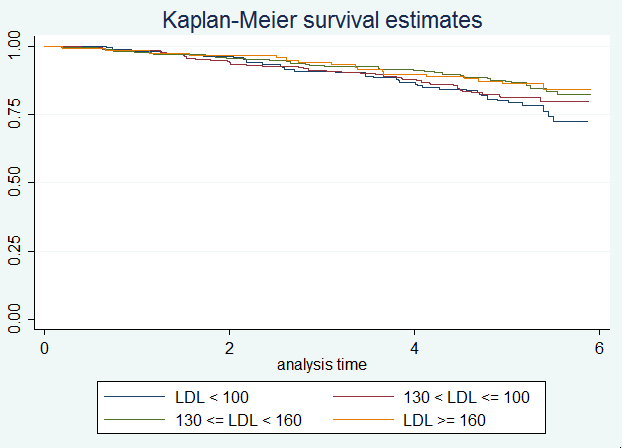 Kaplan-Meier survival estimates
1.00
0.75
0.50
0.25
0.00
0 2 4 6
analysis time
LDL < 100 130 < LDL <= 100
130 <= LDL < 160 LDL >= 160